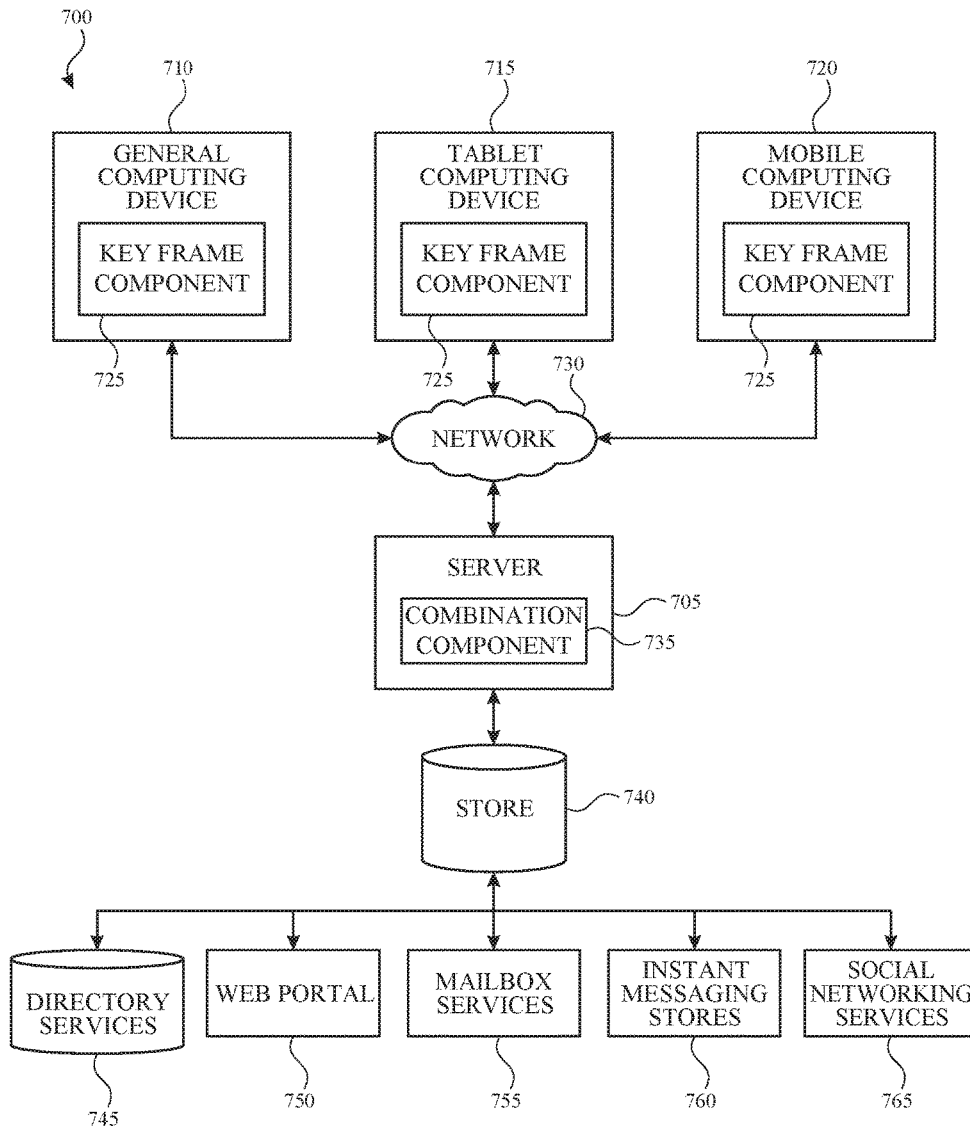 700
710
715
720
GENERAL
COMPUTING
DEVICE
KEY FRAME
COMPONENT
TABLET
COMPUTING
DEVICE
KEY FRAME
COMPONENT
MOBILE
COMPUTING
DEVICE
KEY FRAME
COMPONENT
725
725
725
730
NETWORK
SERVER
COMBINATION
COMPONENT
705
735
STORE
740
DIRECTORY
SERVICES
WEB PORTAL
MAILBOX
SERVICES
INSTANT
MESSAGING
STORES
SOCIAL
NETWORKING
SERVICES
745
750
755
760
765